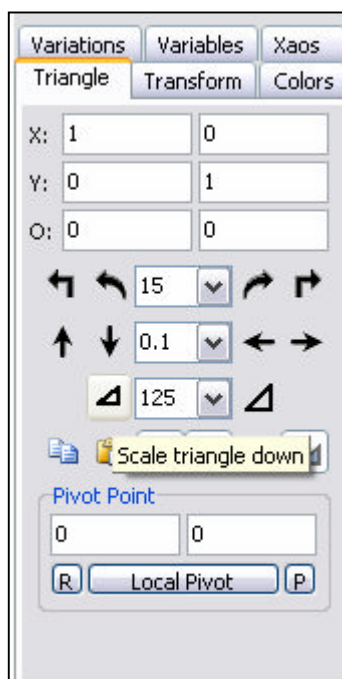 Variations Variables Xaos
Triangle Transform Colors
X: 1 0
Y: 0 1
O: 0 0
15
0.1
125
Scale triangle down
Pivot Point
0 0
R Local Pivot P